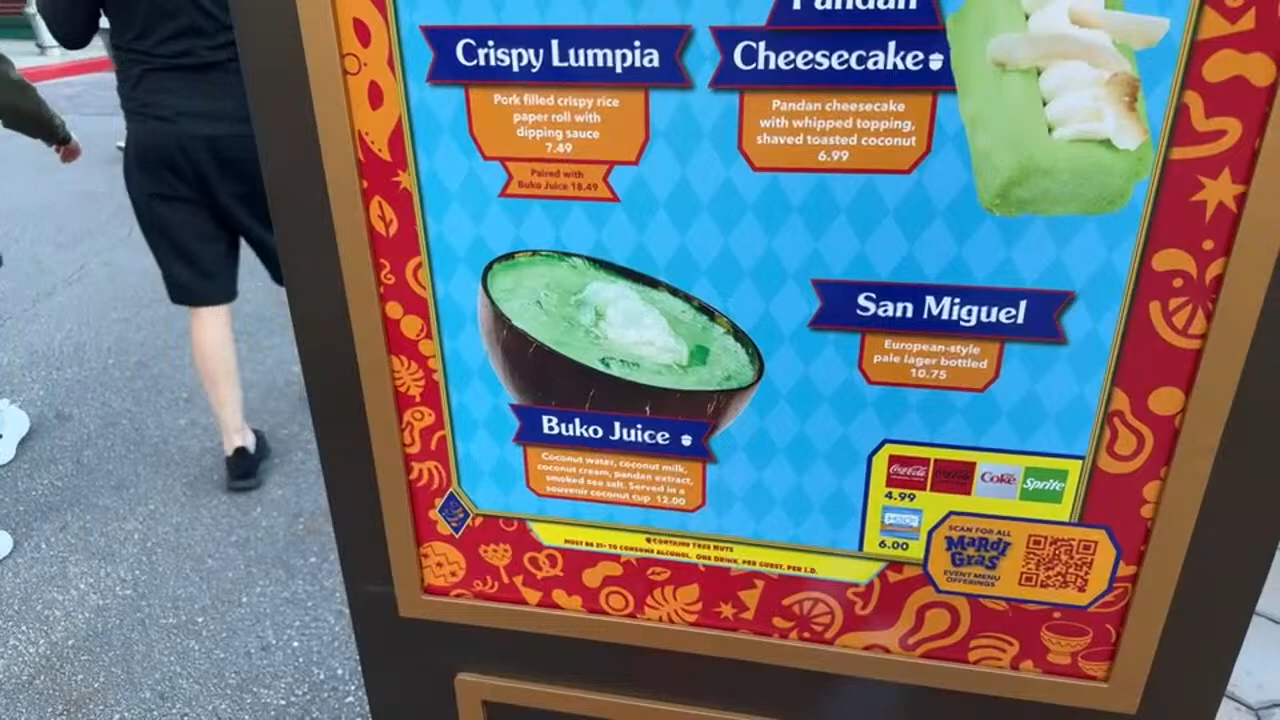 Pandan
Crispy Lumpia
Cheesecake
Pork filled crispy rice
paper roll with
dipping sauce
7.49
Paired with
Buko Juice 18.49
Pandan cheesecake
with whipped topping,
shaved toasted coconut
6.99
San Miguel
European-style
pale lager bottled
10.75
Buko Juice
Coconut water, coconut milk,
coconut cream, pandan extract,
smoked sea salt. Served in a
souvenir coconut cup 12.00
Coca-Cola
Coca-Cola
Coke
Sprite
4.99
6.00
SCAN FOR ALL
MARDI
GRAS
EVENT MENU
OFFERINGS
CONTAINS TREE NUTS
MUST BE 21+ TO CONSUME ALCOHOL. ONE DRINK, PER GUEST, PER I.D.